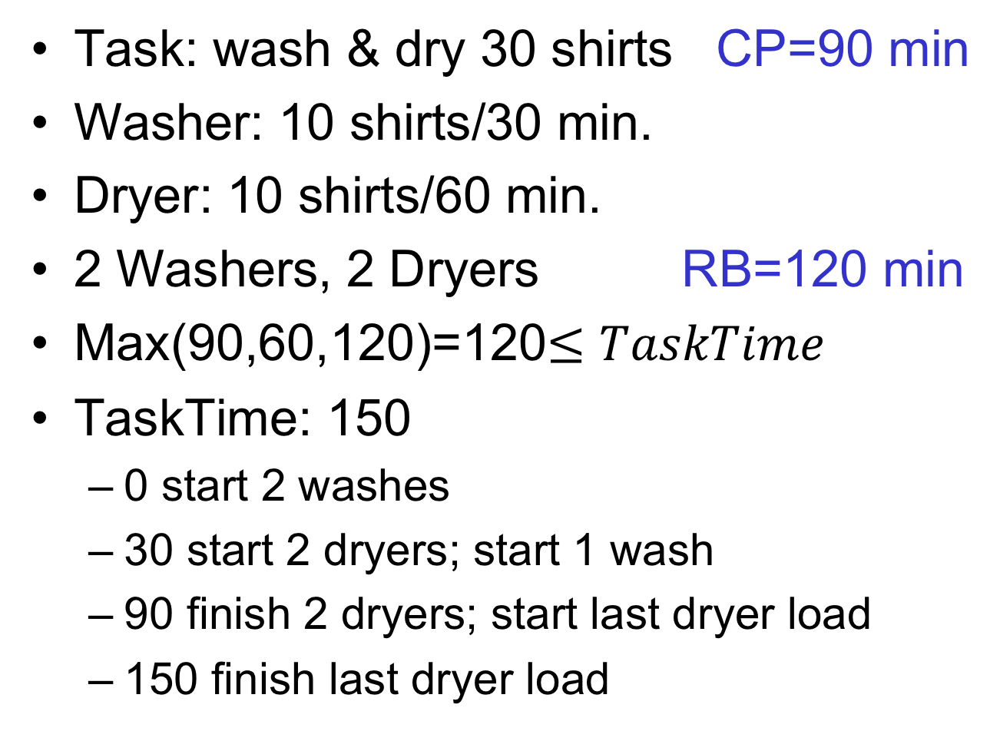 • Task: wash & dry 30 shirts CP=90 min
• Washer: 10 shirts/30 min.
• Dryer: 10 shirts/60 min.
• 2 Washers, 2 Dryers RB=120 min
• Max(90,60,120)=120≤ TaskTime
• TaskTime: 150
– 0 start 2 washes
– 30 start 2 dryers; start 1 wash
– 90 finish 2 dryers; start last dryer load
– 150 finish last dryer load